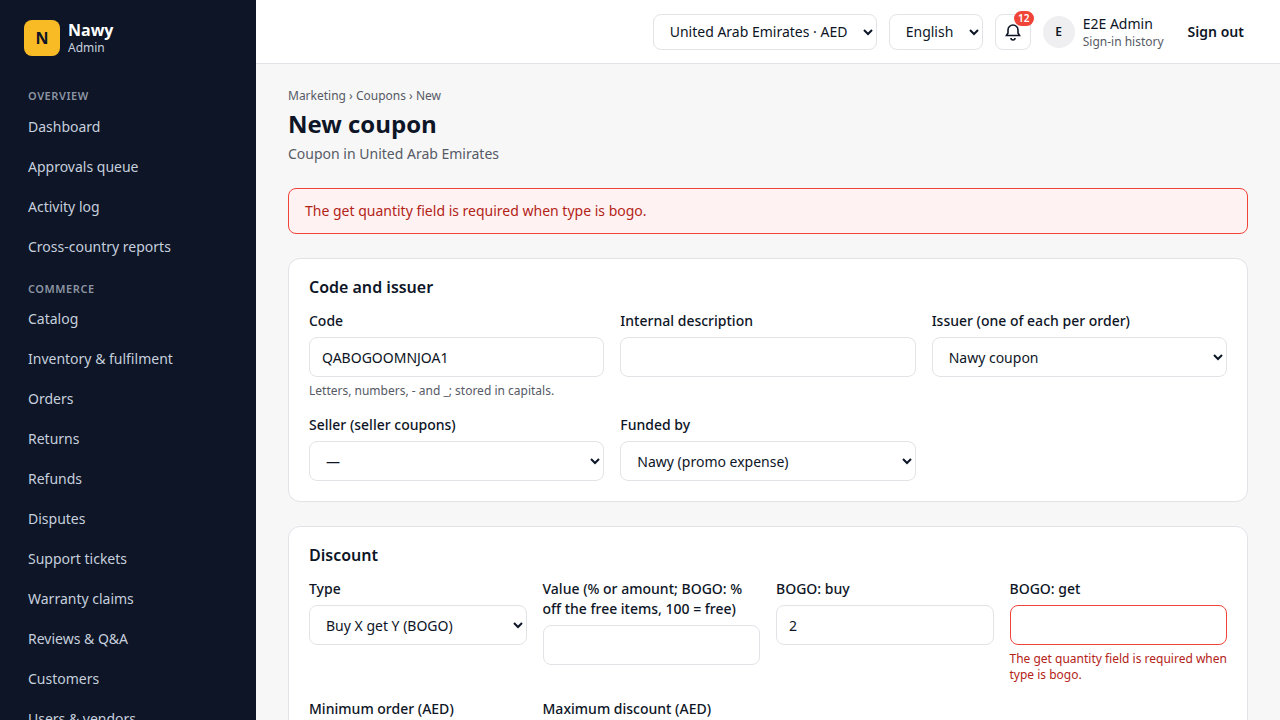 N
Nawy
Admin
United Arab Emirates · AED
English
12
E
E2E Admin
Sign-in history
Sign out
OVERVIEW
Dashboard
Approvals queue
Activity log
Cross-country reports
COMMERCE
Catalog
Inventory & fulfilment
Orders
Returns
Refunds
Disputes
Support tickets
Warranty claims
Reviews & Q&A
Customers
Users & vendors
Marketing › Coupons › New
New coupon
Coupon in United Arab Emirates
The get quantity field is required when type is bogo.
Code and issuer
Code
Internal description
Issuer (one of each per order)
QABOGOOMNJOA1
Nawy coupon
Letters, numbers, - and _; stored in capitals.
Seller (seller coupons)
Funded by
—
Nawy (promo expense)
Discount
Type
Value (% or amount; BOGO: %
off the free items, 100 = free)
BOGO: buy
BOGO: get
Buy X get Y (BOGO)
2
The get quantity field is required when
type is bogo.
Minimum order (AED)
Maximum discount (AED)